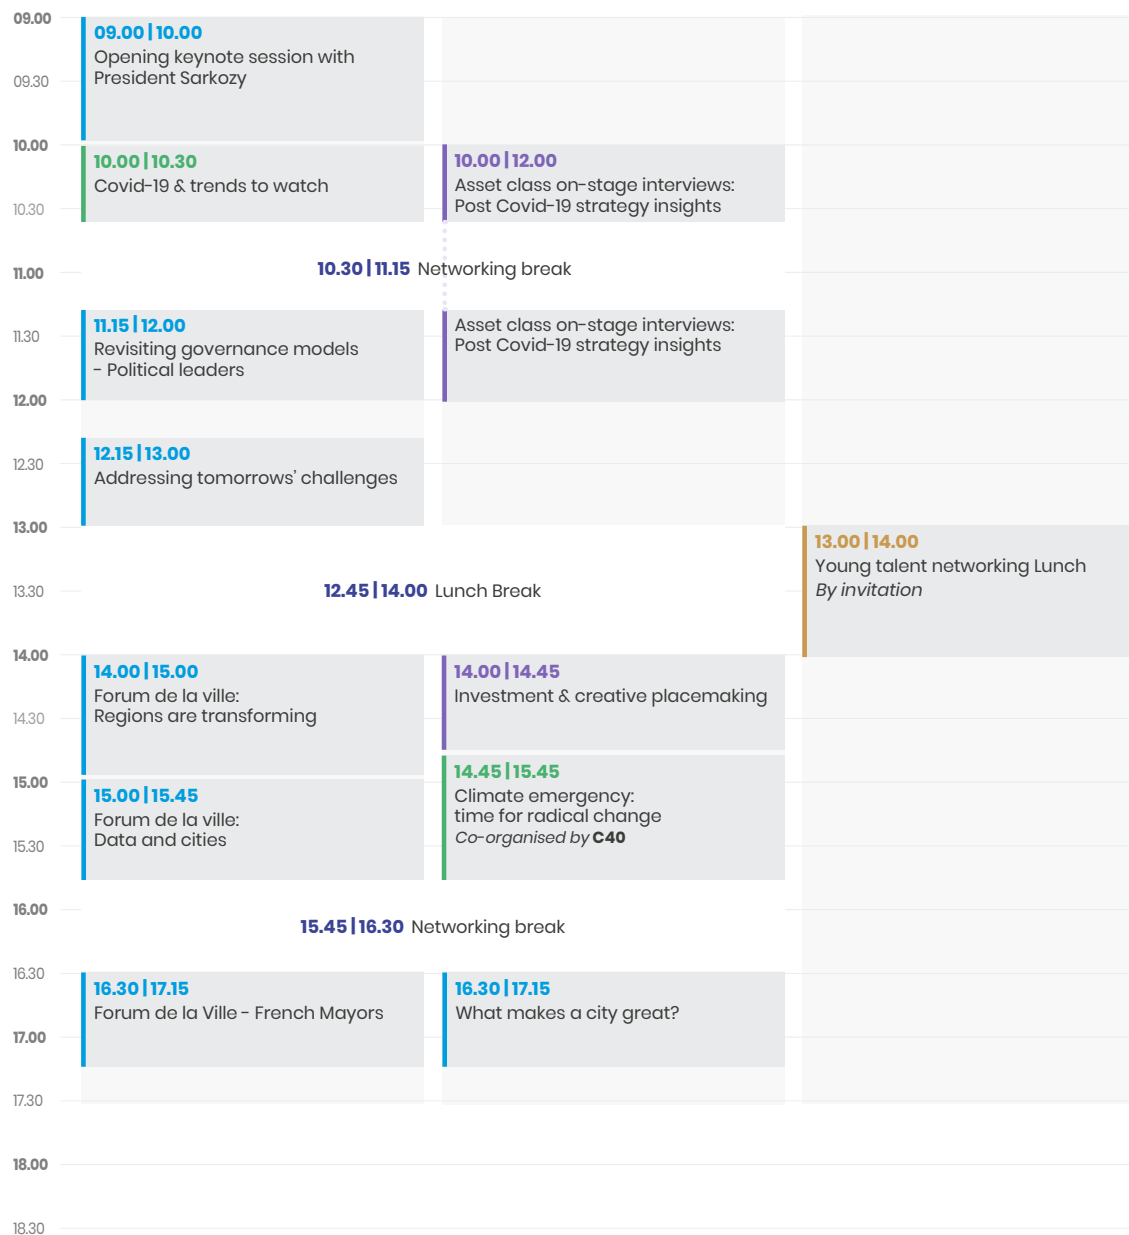 09.00
09.00 | 10.00
Opening keynote session with
President Sarkozy
09.30
10.00
10.00 | 10.30
Covid-19 & trends to watch
10.00 | 12.00
Asset class on-stage interviews:
Post Covid-19 strategy insights
10.30
10.30 | 11.15 Networking break
11.00
11.15 | 12.00
Revisiting governance models
- Political leaders
Asset class on-stage interviews:
Post Covid-19 strategy insights
11.30
12.00
12.15 | 13.00
Addressing tomorrows' challenges
12.30
13.00
13.00 | 14.00
Young talent networking Lunch
By invitation
12.45 | 14.00 Lunch Break
13.30
14.00
14.00 | 15.00
Forum de la ville:
Regions are transforming
14.00 | 14.45
Investment & creative placemaking
14.30
14.45 | 15.45
Climate emergency:
time for radical change
Co-organised by C40
15.00
15.00 | 15.45
Forum de la ville:
Data and cities
15.30
16.00
15.45 | 16.30 Networking break
16.30
16.30 | 17.15
Forum de la Ville - French Mayors
16.30 | 17.15
What makes a city great?
17.00
17.30
18.00
18.30